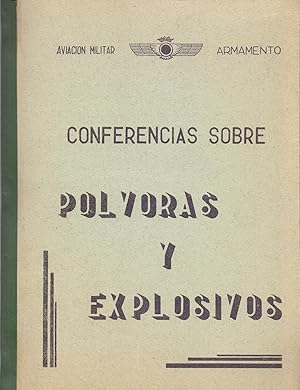 AVIACION MILITAR ARMAMENTO
CONFERENCIAS SOBRE
POLVORAS
Y
EXPLOSIVOS